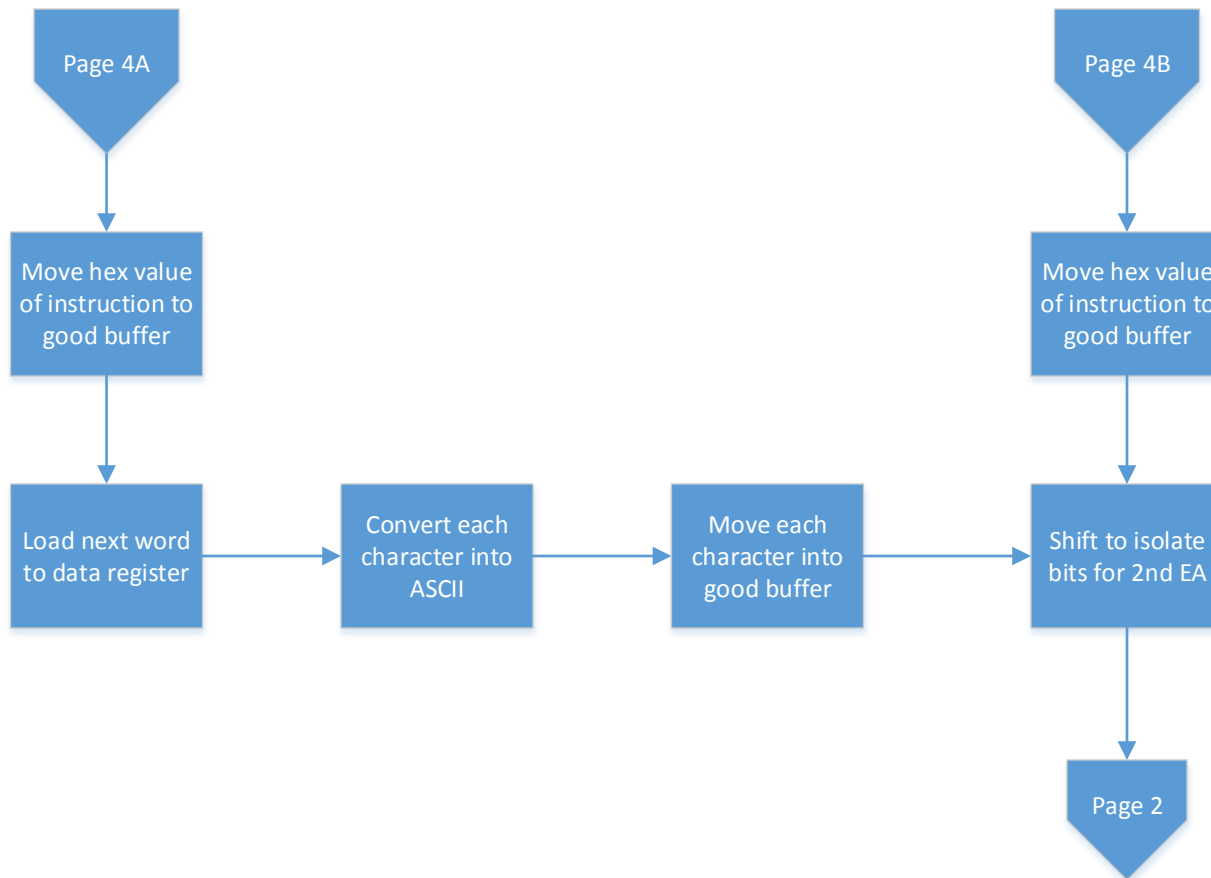 Page 4A
Page 4B
Move hex value
of instruction to
good buffer
Move hex value
of instruction to
good buffer
Load next word
to data register
Convert each
character into
ASCII
Move each
character into
good buffer
Shift to isolate
bits for 2nd EA
Page 2